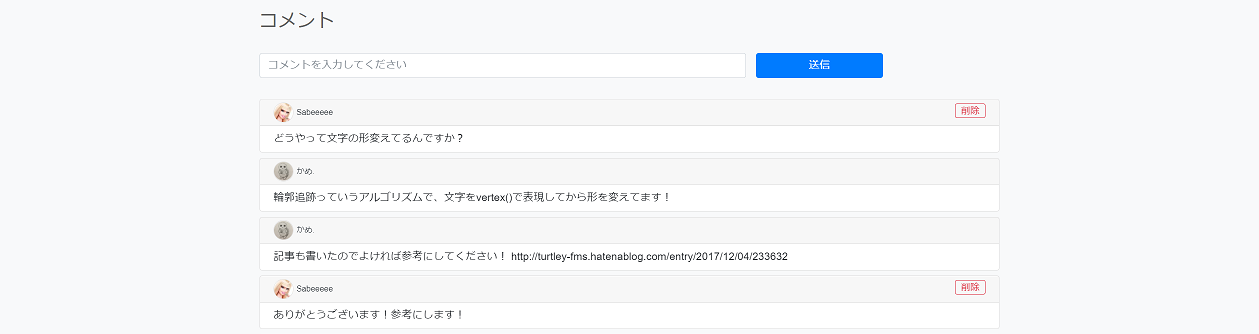 コメント
コメントを入力してください 送信
Sabeeeee 削除
どうやって文字の形変えてるんですか？
かめ.
輪郭追跡っていうアルゴリズムで、文字をvertex()で表現してから形を変えてます！
かめ.
記事も書いたのでよければ参考にしてください！ http://turtley-fms.hatenablog.com/entry/2017/12/04/233632
Sabeeeee 削除
ありがとうございます！参考にします！